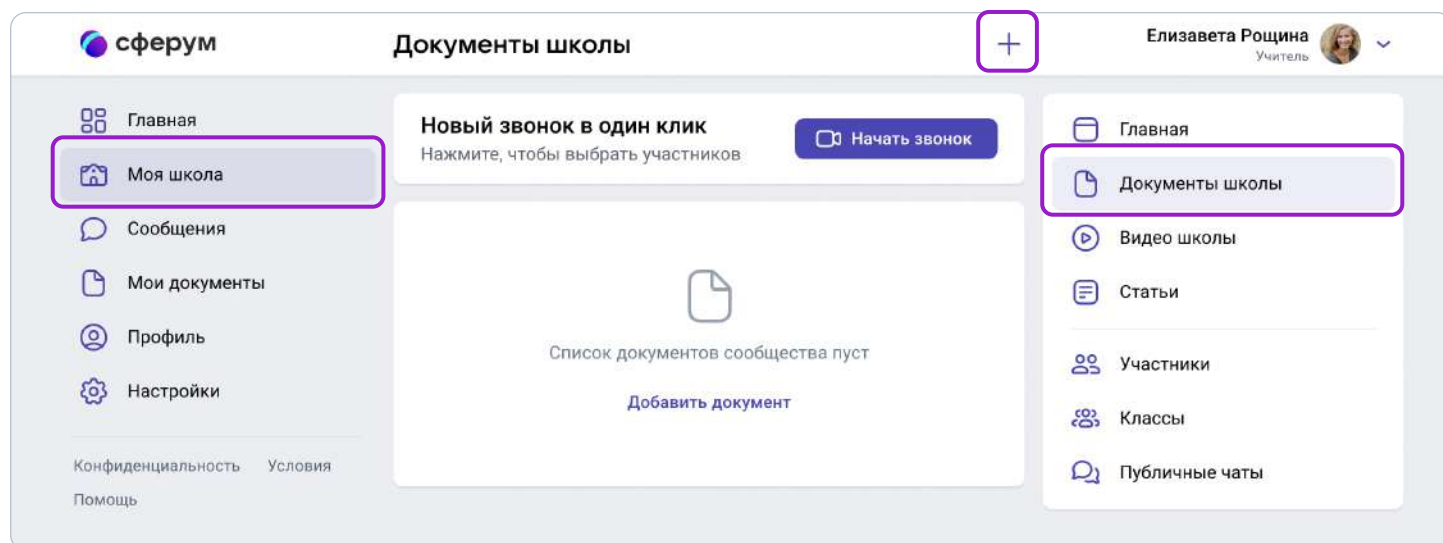 сферум
Документы школы
Елизавета Рощина
Учитель
Главная
Моя школа
Сообщения
Мои документы
Профиль
Настройки
Конфиденциальность Условия
Помощь
Новый звонок в один клик
Нажмите, чтобы выбрать участников
Начать звонок
Список документов сообщества пуст
Добавить документ
Главная
Документы школы
Видео школы
Статьи
Участники
Классы
Публичные чаты